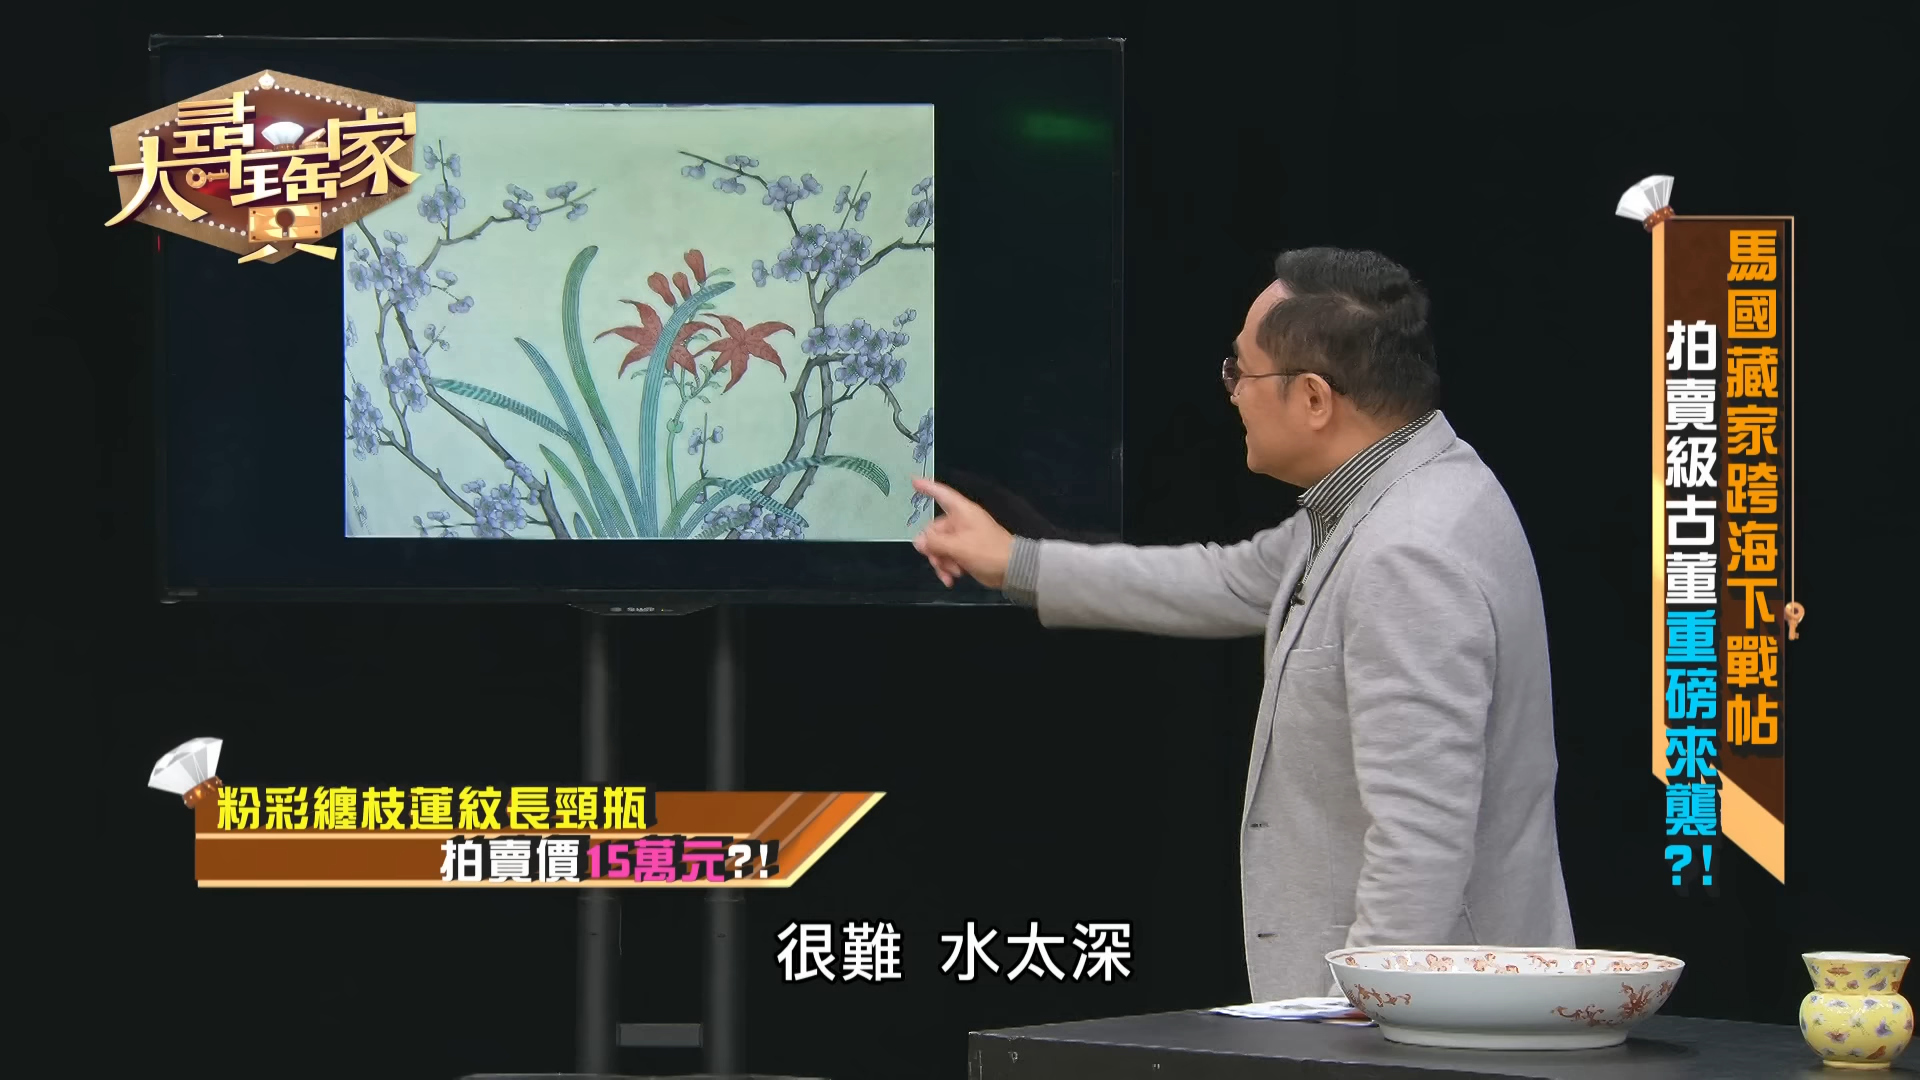 大尋寶家
馬國藏家跨海下戰帖
拍賣級古董重磅來襲?!
粉彩纏枝蓮紋長頸瓶
拍賣價15萬元?!
很難 水太深